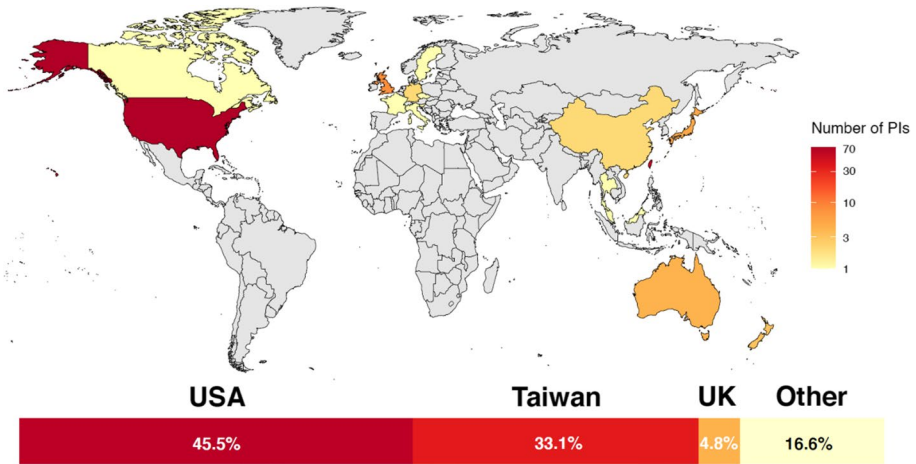 Number of PIs
70
30
10
3
1
USA Taiwan UK Other
45.5% 33.1% 4.8% 16.6%